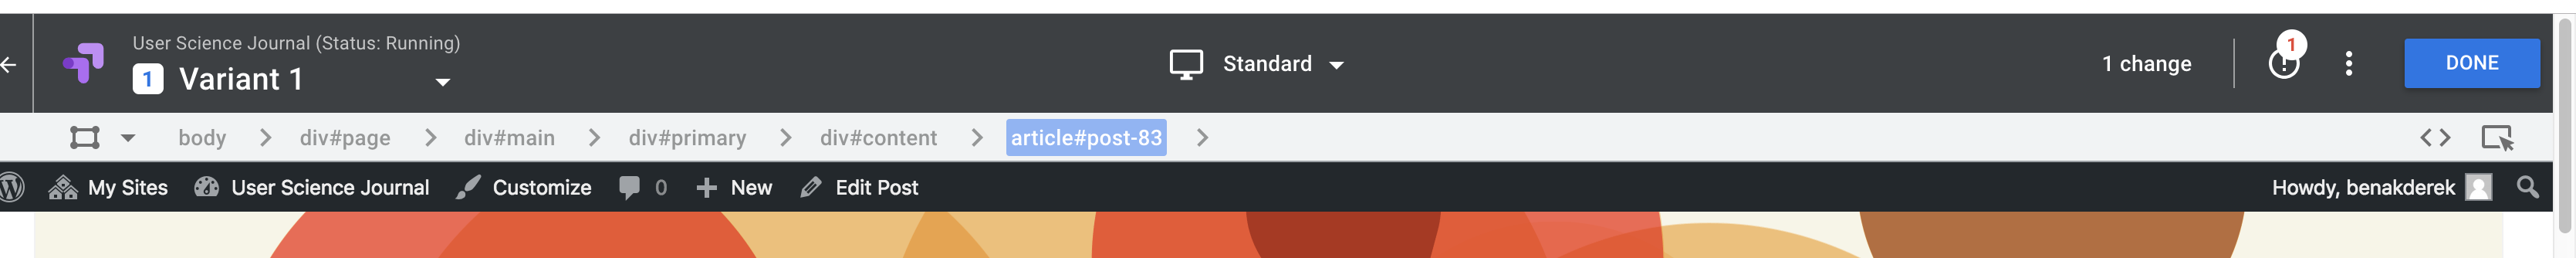 User Science Journal (Status: Running)
1 Variant 1
Standard
1 change
1
DONE
body div#page div#main div#primary div#content article#post-83
My Sites User Science Journal Customize 0 New Edit Post Howdy, benakderek